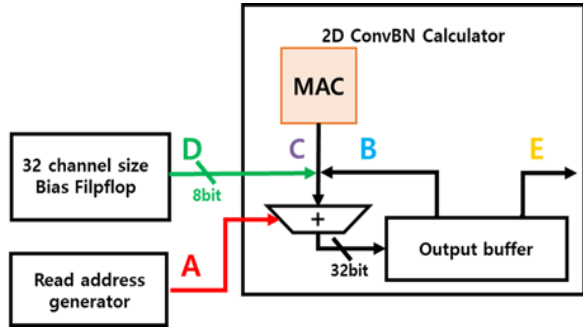 2D ConvBN Calculator
MAC
D
C
B
E
32 channel size
Bias Filpflop
8bit
+
A
32bit
Output buffer
Read address
generator